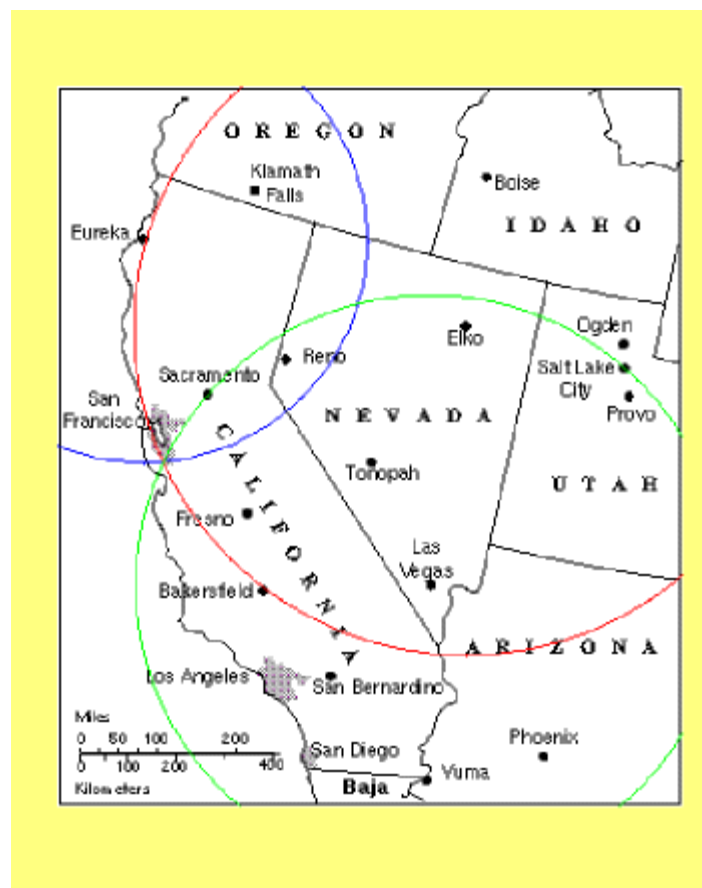 OREGON
Klamath
Falls
Boise
Eureka
IDAHO
Ogden
Elko
Reno
Sacramento
Salt Lake
City
San
Francisco
NEVADA
Provo
CALIFORNIA
Tonopah
UTAH
Fresno
Las
Vegas
Bakersfield
ARIZONA
Los Angeles
San Bernardino
Miles
0 50 100 200
Phoenix
San Diego
0 100 200 400
Kilometers
Baja
Yuma